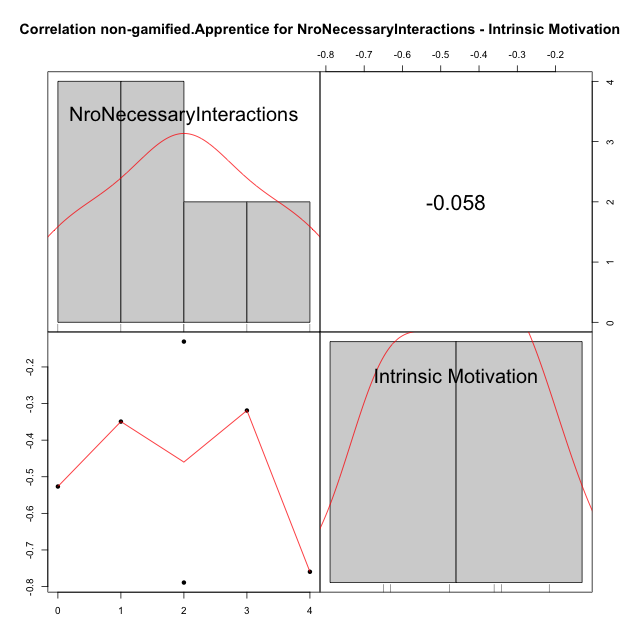 Correlation non-gamified.Apprentice for NroNecessaryInteractions - Intrinsic Motivation
-0.8 -0.7 -0.6 -0.5 -0.4 -0.3 -0.2
NroNecessaryInteractions
-0.058
4
3
2
1
0
Intrinsic Motivation
-0.2
-0.3
-0.4
-0.5
-0.6
-0.7
-0.8
0 1 2 3 4